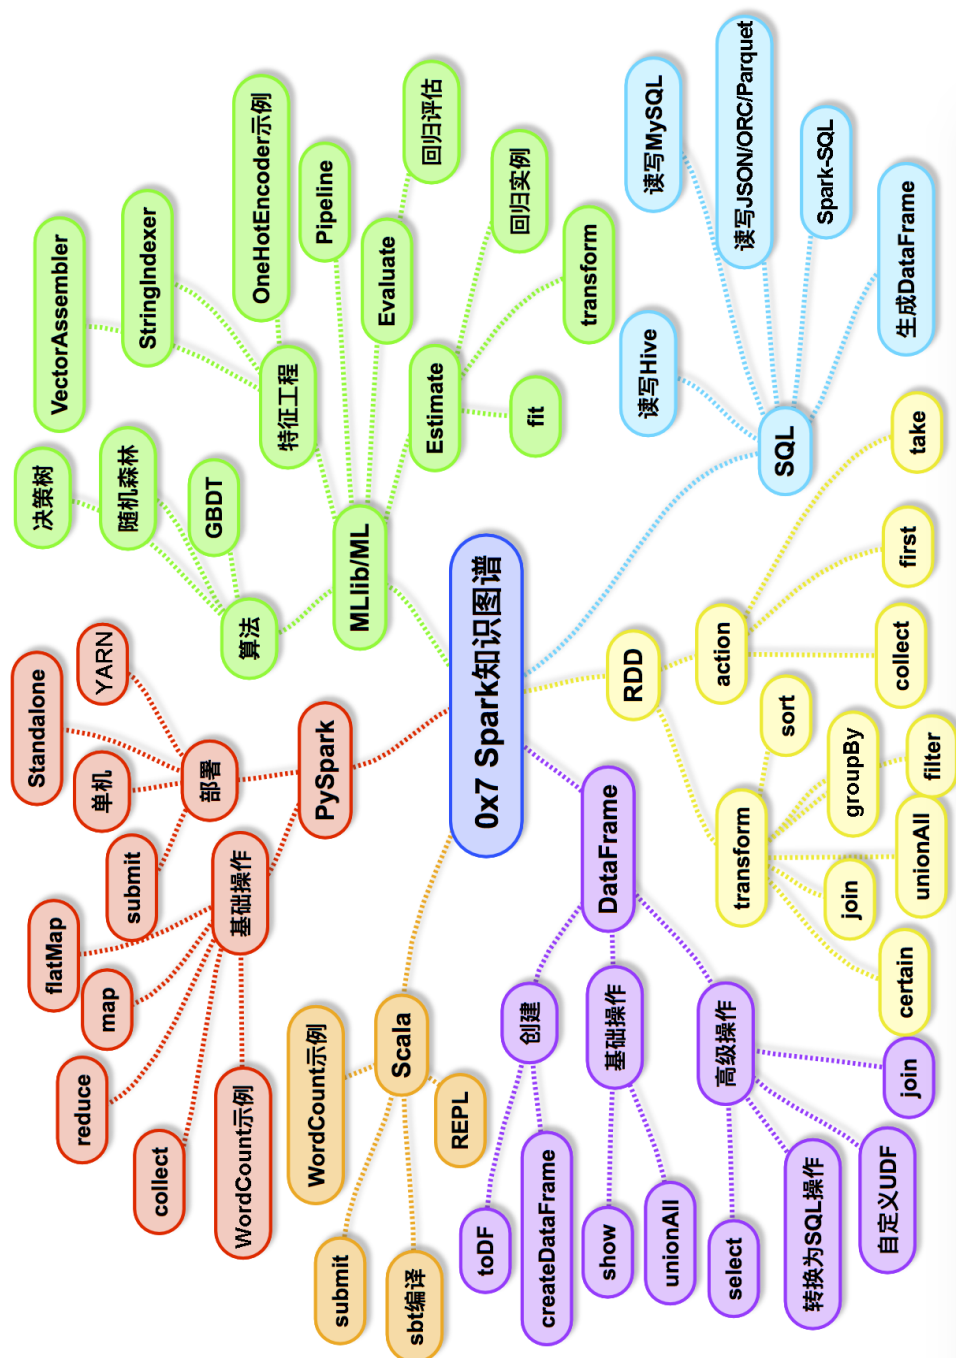 0x7 Spark知识图谱
PySpark
部署
YARN
Standalone
单机
submit
基础操作
flatMap
map
reduce
collect
WordCount示例
Scala
WordCount示例
submit
sbt编译
REPL
DataFrame
创建
toDF
createDataFrame
基础操作
show
unionAll
高级操作
select
转换为SQL操作
自定义UDF
join
RDD
transform
sort
groupBy
filter
unionAll
join
certain
action
take
first
collect
SQL
读写Hive
读写MySQL
读写JSON/ORC/Parquet
Spark-SQL
生成DataFrame
MLlib/ML
算法
决策树
随机森林
GBDT
特征工程
VectorAssembler
StringIndexer
OneHotEncoder示例
Pipeline
Evaluate
回归评估
Estimate
回归实例
transform
fit